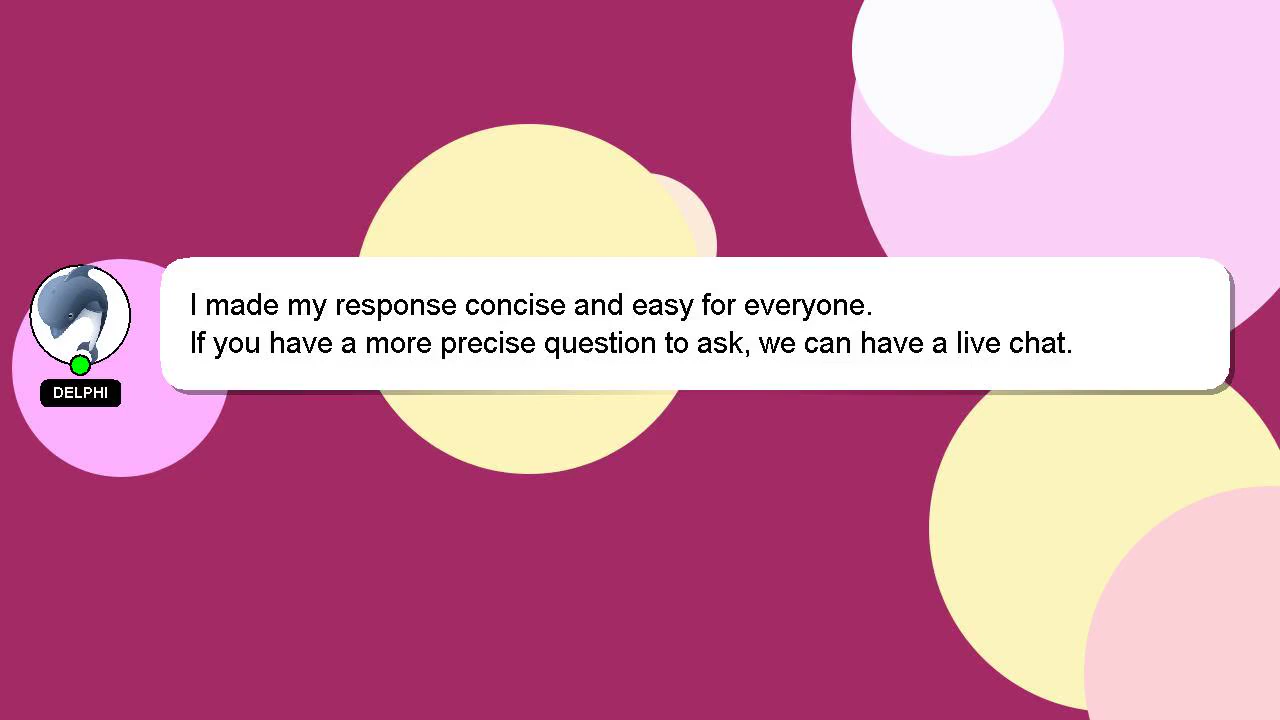 I made my response concise and easy for everyone.
If you have a more precise question to ask, we can have a live chat.
DELPHI